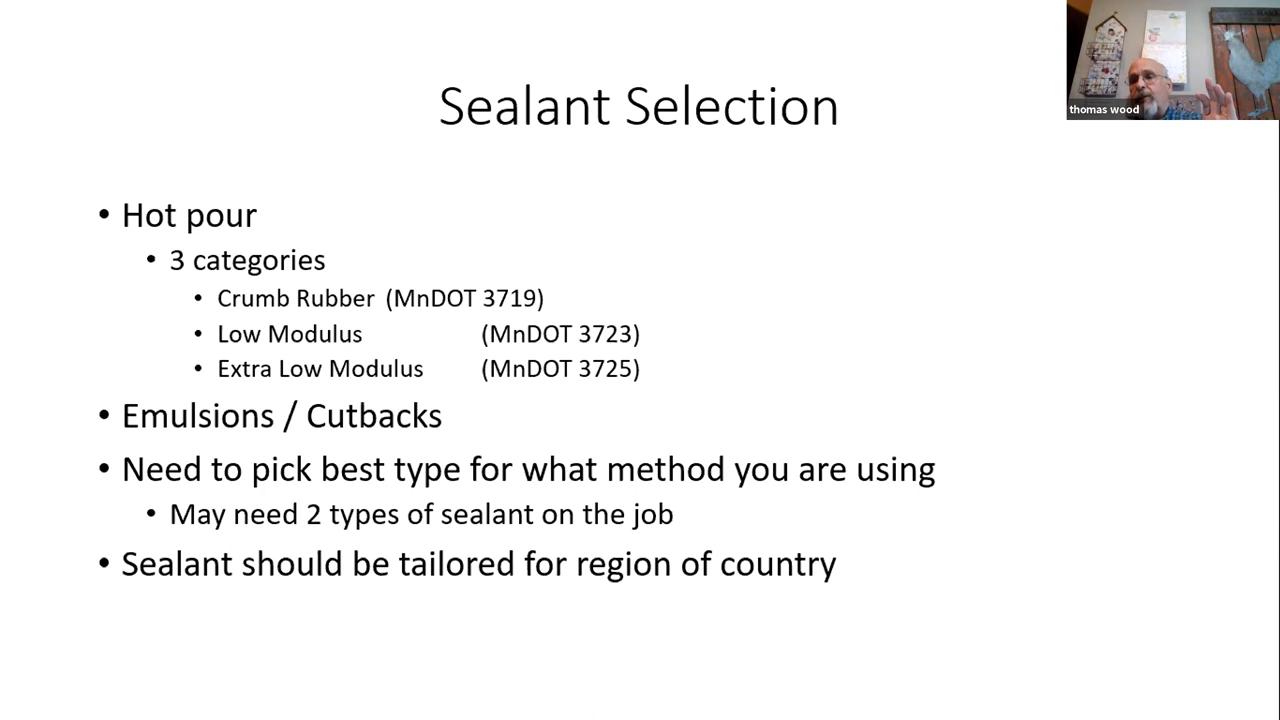 Sealant Selection
thomas wood
• Hot pour
• 3 categories
• Crumb Rubber (MnDOT 3719)
• Low Modulus (MnDOT 3723)
• Extra Low Modulus (MnDOT 3725)
• Emulsions / Cutbacks
• Need to pick best type for what method you are using
• May need 2 types of sealant on the job
• Sealant should be tailored for region of country